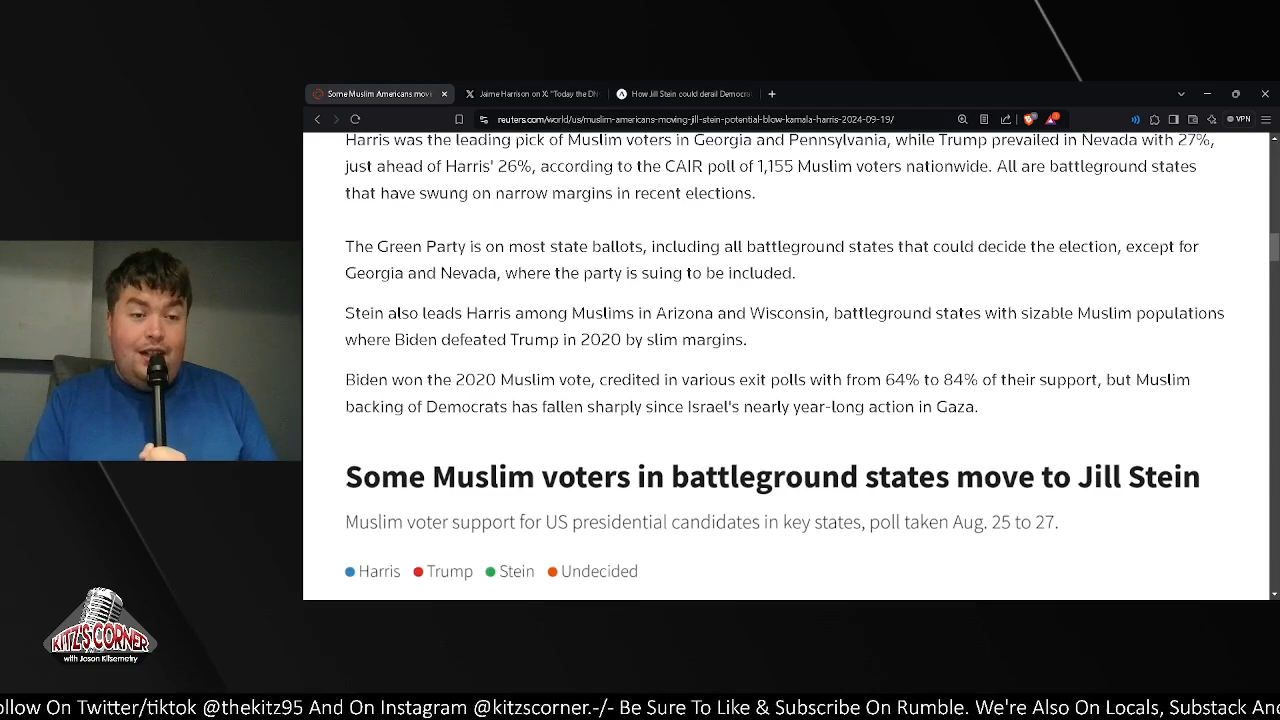 Some Muslim Americans move
Jaime Harrison on X: "Today the DN
How Jill Stein could derail Democra
reuters.com/world/us/muslim-americans-moving-jill-stein-potential-blow-kamala-harris-2024-09-19/
VPN
Harris was the leading pick of Muslim voters in Georgia and Pennsylvania, while Trump prevailed in Nevada with 27%,
just ahead of Harris' 26%, according to the CAIR poll of 1,155 Muslim voters nationwide. All are battleground states
that have swung on narrow margins in recent elections.
The Green Party is on most state ballots, including all battleground states that could decide the election, except for
Georgia and Nevada, where the party is suing to be included.
Stein also leads Harris among Muslims in Arizona and Wisconsin, battleground states with sizable Muslim populations
where Biden defeated Trump in 2020 by slim margins.
Biden won the 2020 Muslim vote, credited in various exit polls with from 64% to 84% of their support, but Muslim
backing of Democrats has fallen sharply since Israel's nearly year-long action in Gaza.
Some Muslim voters in battleground states move to Jill Stein
Muslim voter support for US presidential candidates in key states, poll taken Aug. 25 to 27.
Harris Trump Stein Undecided
KITZ'S CORNER
with Jason Kitsemetry
ollow On Twitter/tiktok @thekitz95 And On Instagram @kitzscorner.-/- Be Sure To Like & Subscribe On Rumble. We're Also On Locals, Substack An